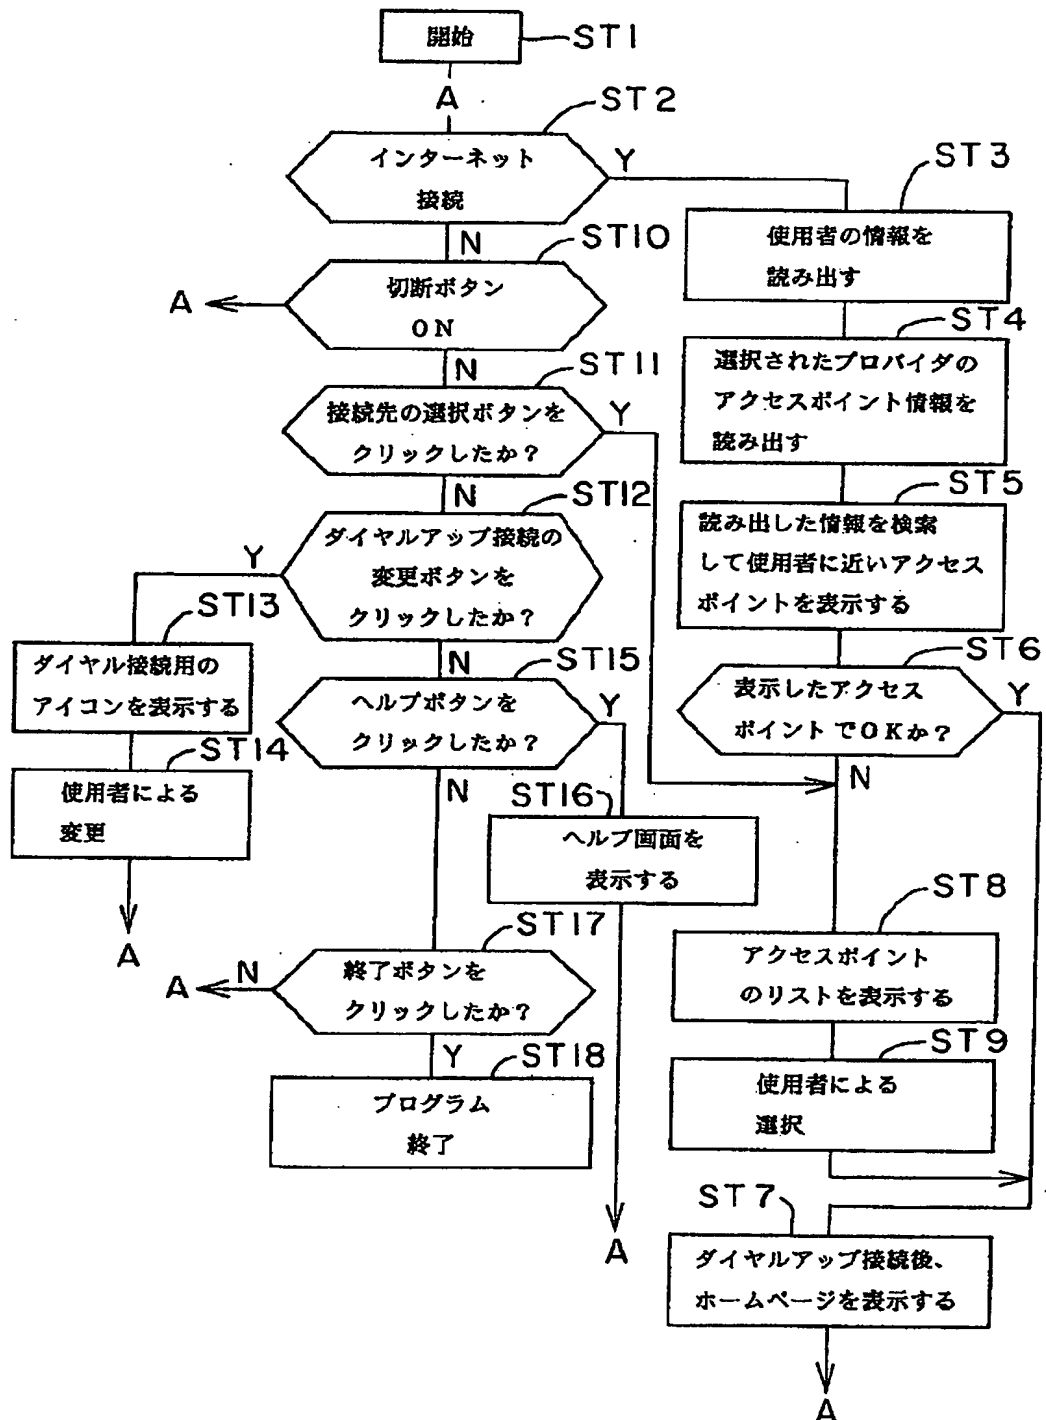 開始
ST1
A
ST2
インターネット
接続
Y
ST3
使用者の情報を
読み出す
N
ST10
切断ボタン
ON
A
ST4
選択されたプロバイダの
アクセスポイント情報を
読み出す
N
ST11
接続先の選択ボタンを
クリックしたか?
Y
ST5
読み出した情報を検索
して使用者に近いアクセス
ポイントを表示する
N
ST12
ダイヤルアップ接続の
変更ボタンを
クリックしたか?
Y
ST13
ダイヤル接続用の
アイコンを表示する
ST14
使用者による
変更
A
N
ST15
ヘルプボタンを
クリックしたか?
Y
ST6
表示したアクセス
ポイントでOKか?
Y
N
N
ST16
ヘルプ画面を
表示する
A
ST17
終了ボタンを
クリックしたか?
N
A
Y
ST18
プログラム
終了
ST8
アクセスポイント
のリストを表示する
ST9
使用者による
選択
ST7
ダイヤルアップ接続後、
ホームページを表示する
A